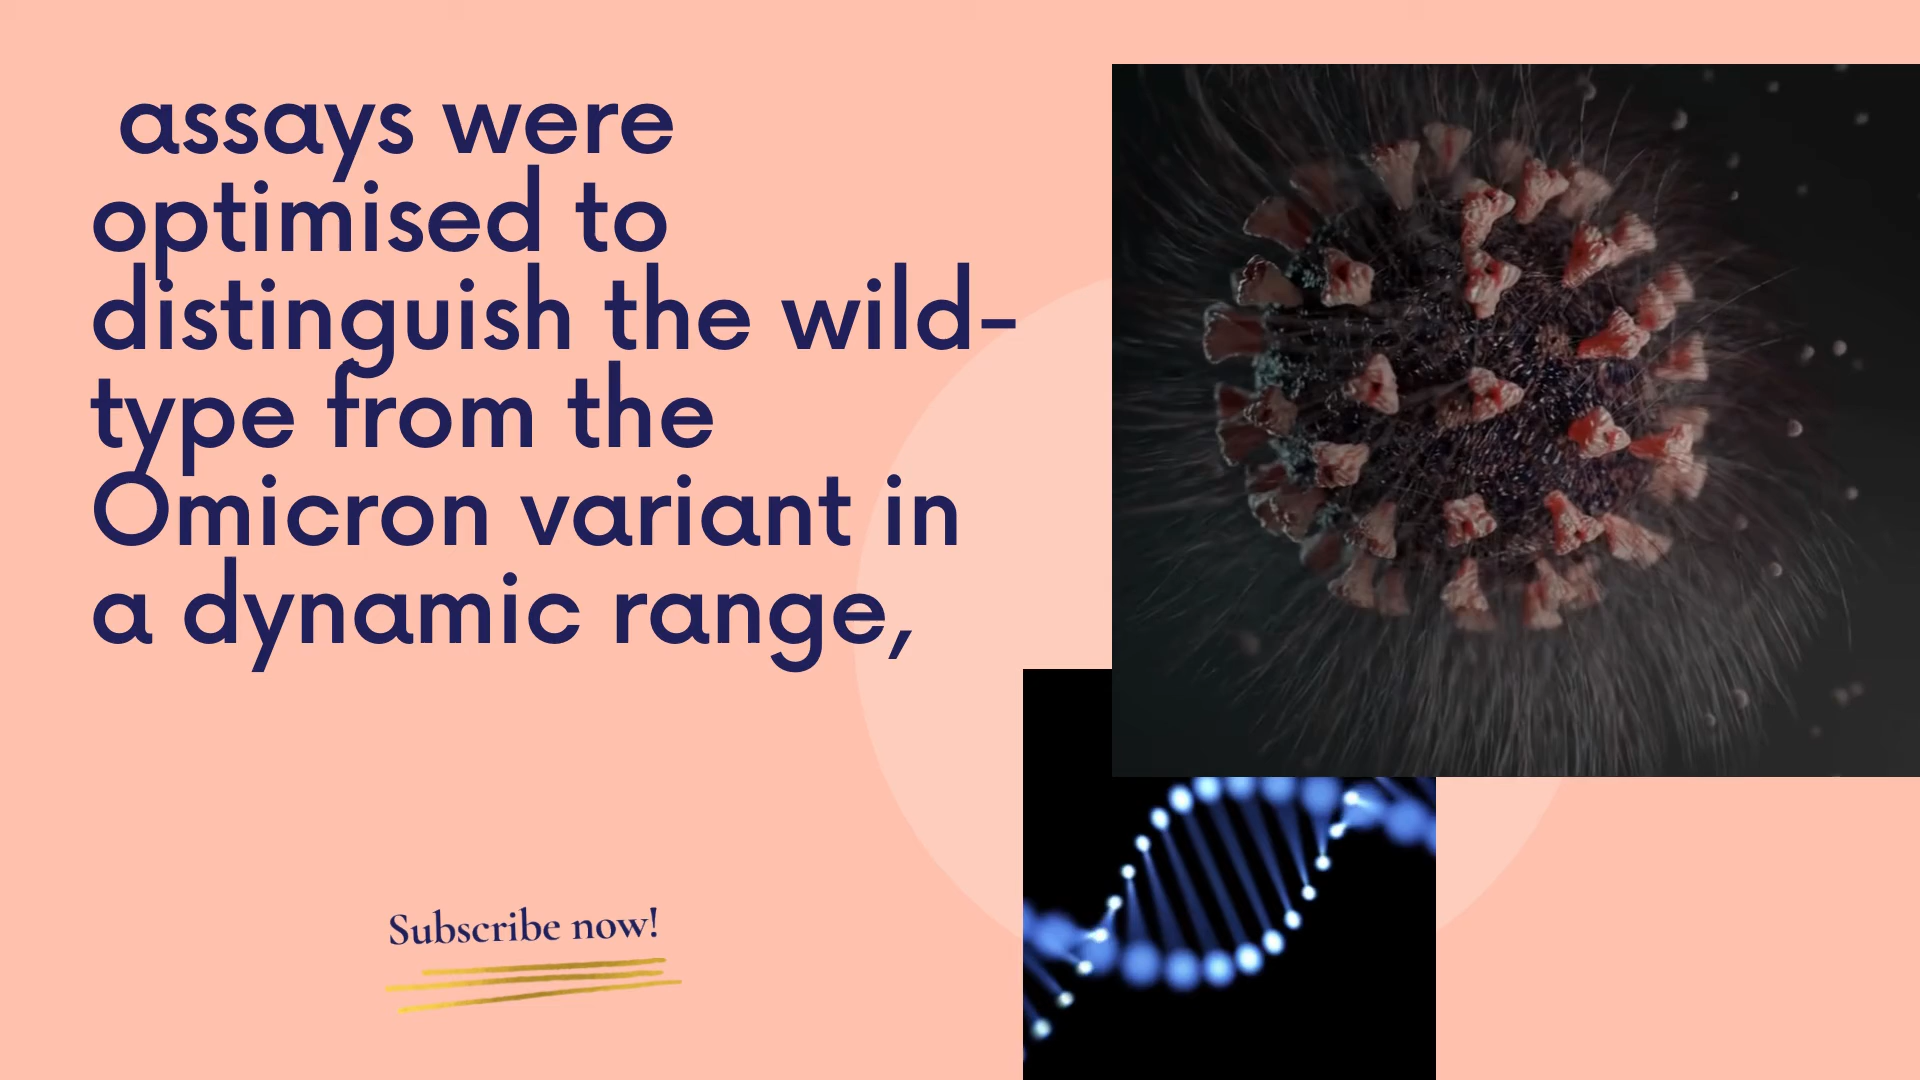 assays were
optimised to
distinguish the wild-
type from the
Omicron variant in
a dynamic range,
Subscribe now!